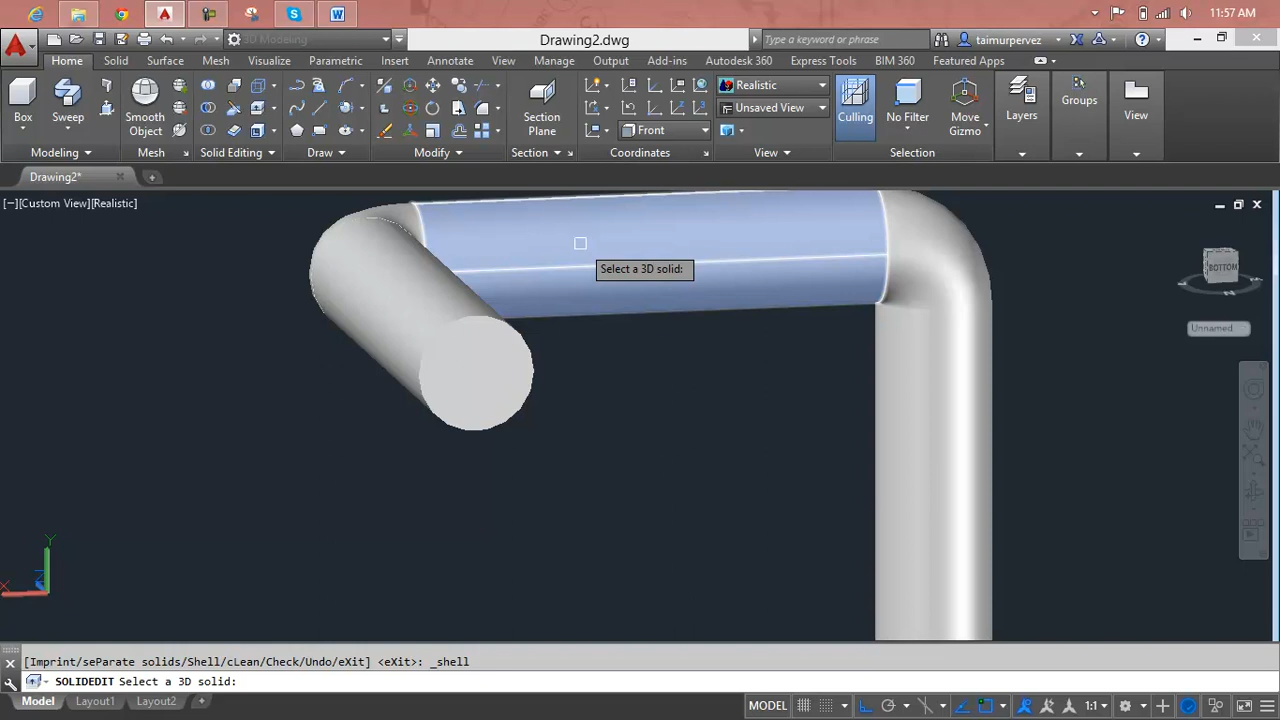 11:57 AM
3D Modeling
Drawing2.dwg
Type a keyword or phrase
taimurpervez
Home Solid Surface Mesh Visualize Parametric Insert Annotate View Manage Output Add-ins Autodesk 360 Express Tools BIM 360 Featured Apps
Box
Sweep
Smooth
Object
Section
Plane
Realistic
Unsaved View
Front
Culling
No Filter
Move
Gizmo
Layers
Groups
View
Modeling
Mesh
Solid Editing
Draw
Modify
Section
Coordinates
View
Selection
Drawing2*
[−][Custom View][Realistic]
Select a 3D solid:
BOTTOM
Unnamed
Y
X
Z
[Imprint/seParate solids/Shell/cLean/Check/Undo/eXit] <eXit>: _shell
SOLIDEDIT Select a 3D solid:
Model Layout1 Layout2
MODEL
1:1